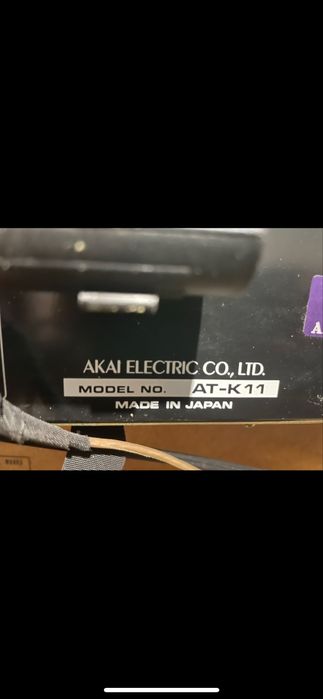 AKAI ELECTRIC CO., LTD.
MODEL NO. AT-K11
MADE IN JAPAN
A